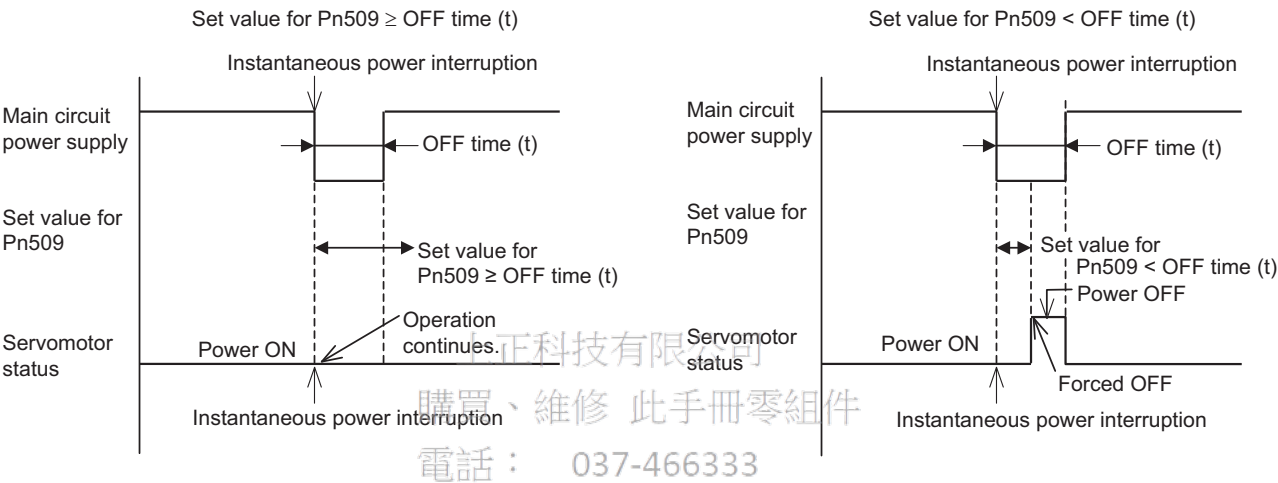 Set value for Pn509 ≥ OFF time (t)
Instantaneous power interruption
Main circuit
power supply
OFF time (t)
Set value for
Pn509
Set value for
Pn509 ≥ OFF time (t)
Operation
continues.
Servomotor
status
Power ON
Instantaneous power interruption
Set value for Pn509 < OFF time (t)
Instantaneous power interruption
Main circuit
power supply
OFF time (t)
Set value for
Pn509
Set value for
Pn509 < OFF time (t)
Power OFF
Servomotor
status
Power ON
Forced OFF
Instantaneous power interruption
正科技有限公司
購買、維修 此手冊零組件
電話： 037-466333